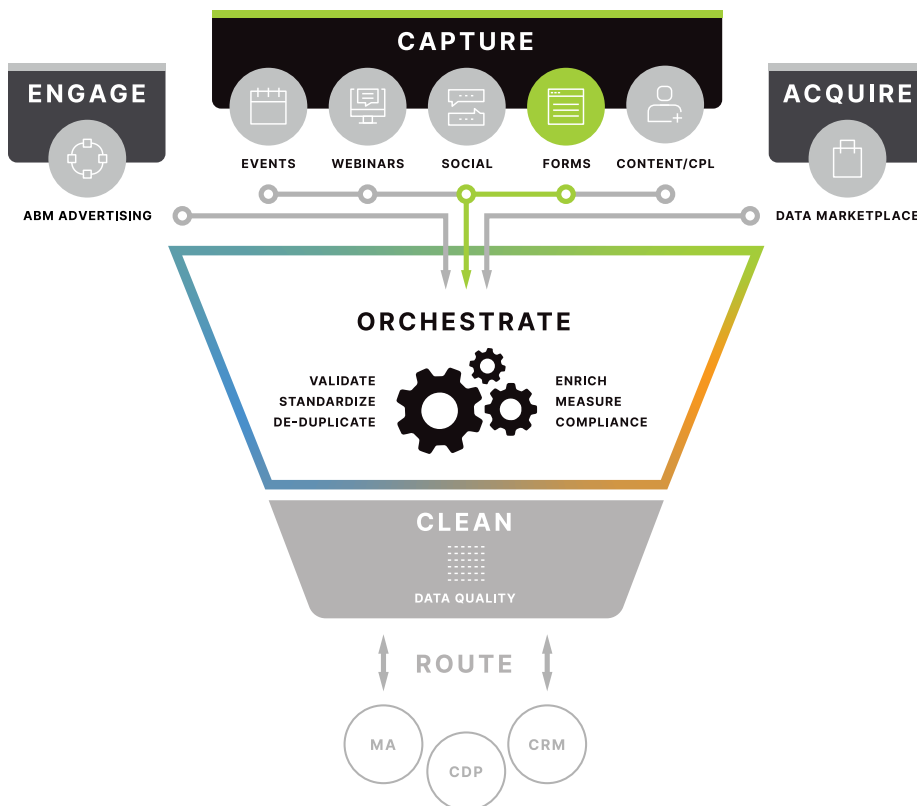 CAPTURE
ENGAGE
ACQUIRE
EVENTS
WEBINARS
SOCIAL
FORMS
CONTENT/CPL
ABM ADVERTISING
DATA MARKETPLACE
ORCHESTRATE
VALIDATE
STANDARDIZE
DE-DUPLICATE
ENRICH
MEASURE
COMPLIANCE
CLEAN
DATA QUALITY
ROUTE
MA
CDP
CRM